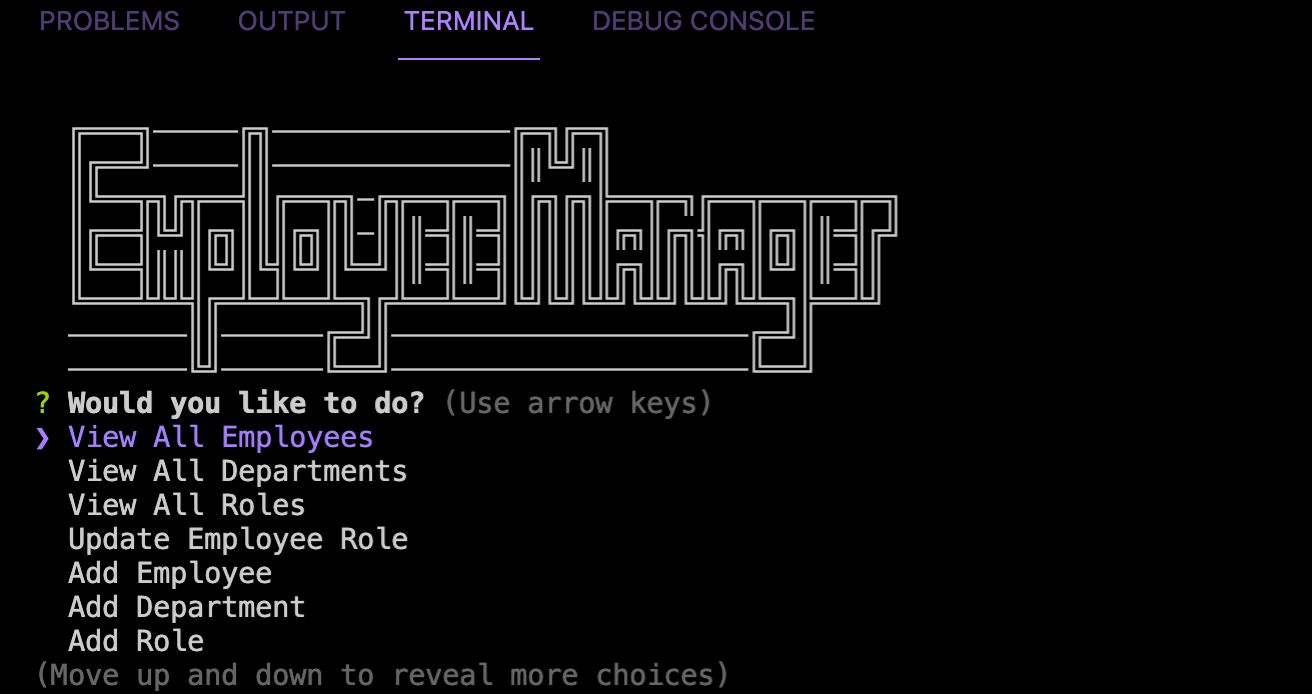 PROBLEMS OUTPUT TERMINAL DEBUG CONSOLE
EmployeeManager
? Would you like to do? (Use arrow keys)
❯ View All Employees
View All Departments
View All Roles
Update Employee Role
Add Employee
Add Department
Add Role
(Move up and down to reveal more choices)